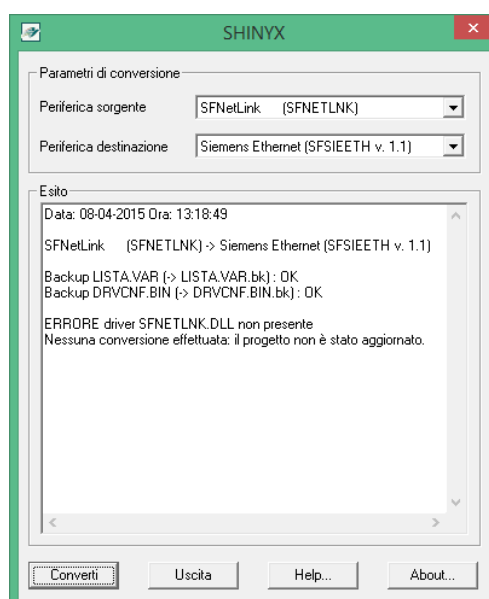 SHINYX
Parametri di conversione
Periferica sorgente
SFNetLink (SFNETLNK)
Periferica destinazione
Siemens Ethernet (SFSIEETH v. 1.1)
Esito
Data: 08-04-2015 Ora: 13:18:49
SFNetLink (SFNETLNK) -> Siemens Ethernet (SFSIEETH v. 1.1)
Backup LISTA.VAR (-> LISTA.VAR.bk) : OK
Backup DRVCNF.BIN (-> DRVCNF.BIN.bk) : OK
ERRORE driver SFNETLNK.DLL non presente
Nessuna conversione effettuata: il progetto non è stato aggiornato.
Converti Uscita Help... About...